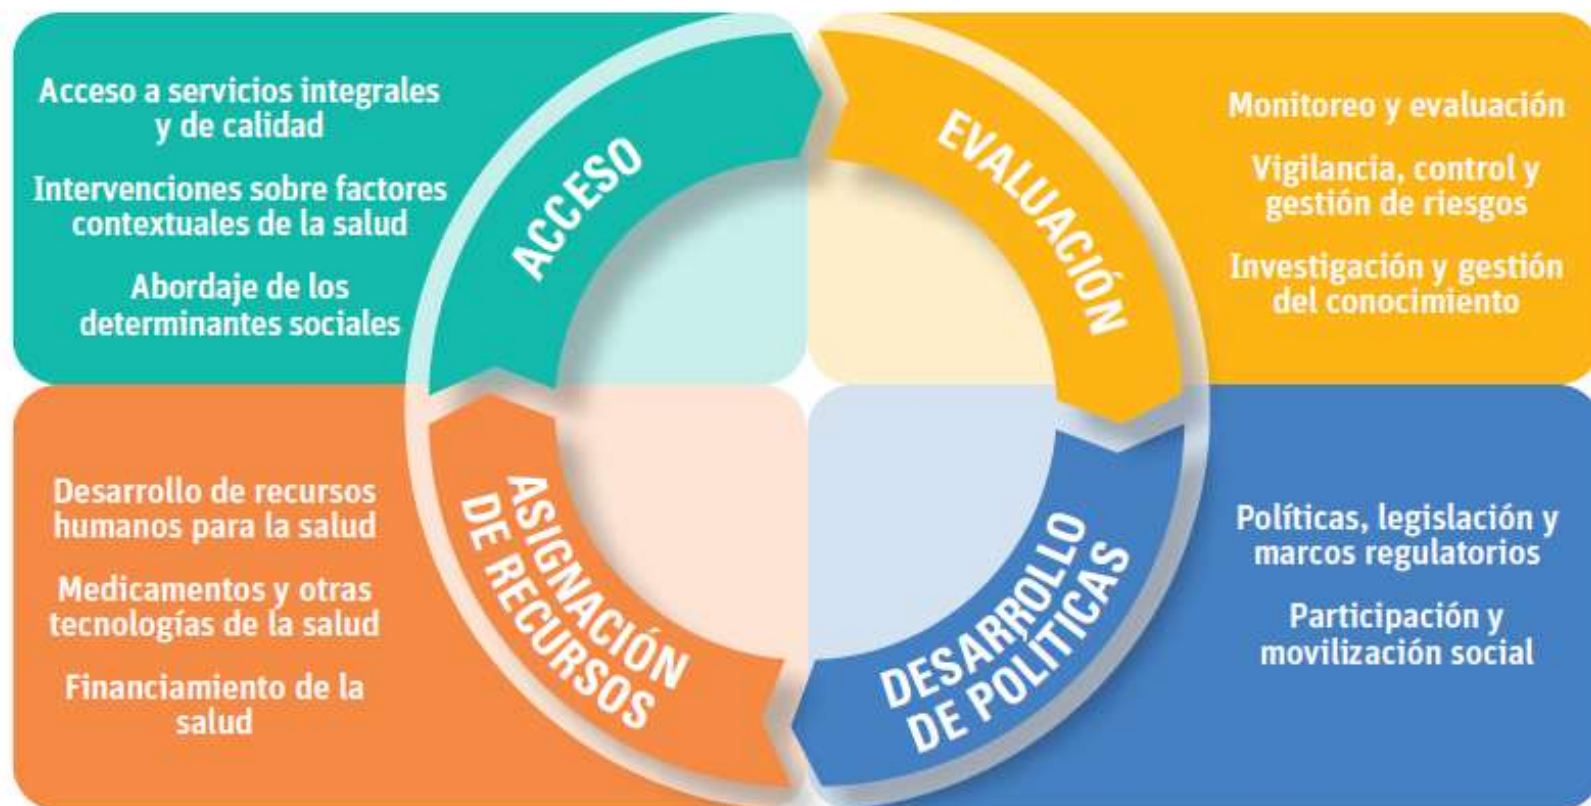 Acceso a servicios integrales
y de calidad
Intervenciones sobre factores
contextuales de la salud
Abordaje de los
determinantes sociales
ACCESO
EVALUACIÓN
Monitoreo y evaluación
Vigilancia, control y
gestión de riesgos
Investigación y gestión
del conocimiento
Desarrollo de recursos
humanos para la salud
Medicamentos y otras
tecnologías de la salud
Financiamiento de la
salud
ASIGNACIÓN
DE RECURSOS
DESARROLLO
DE POLÍTICAS
Políticas, legislación y
marcos regulatorios
Participación y
movilización social